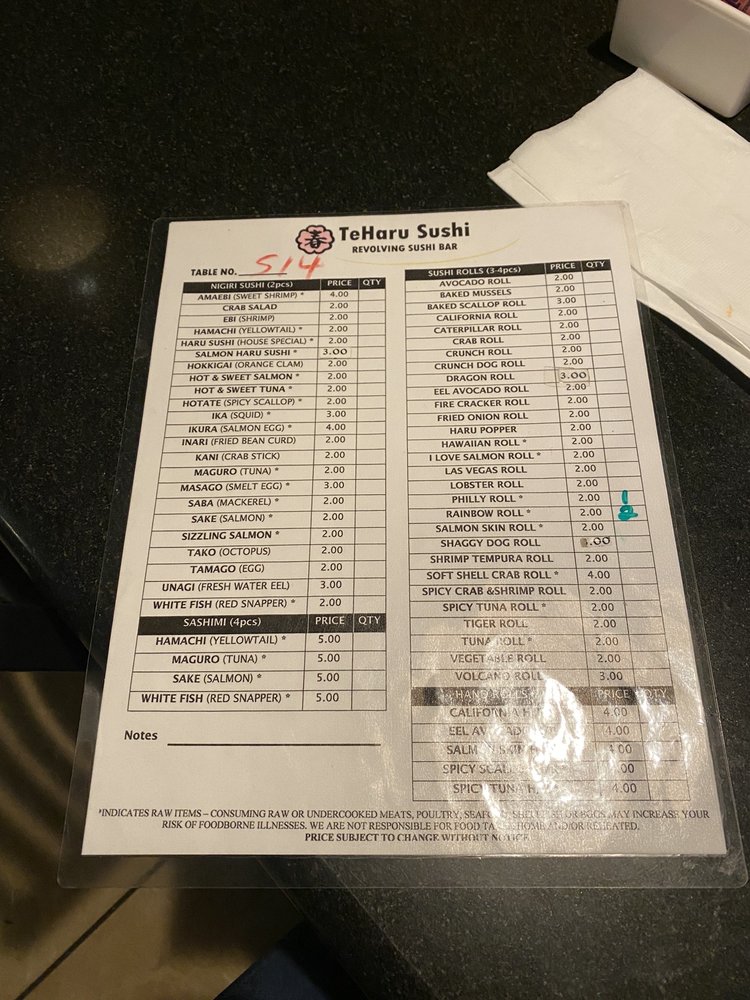 春 TeHaru Sushi
REVOLVING SUSHI BAR
TABLE NO. 514
NIGIRI SUSHI (2pcs) PRICE QTY
AMAEBI (SWEET SHRIMP) * 4.00
CRAB SALAD 2.00
EBI (SHRIMP) 2.00
HAMACHI (YELLOWTAIL) * 2.00
HARU SUSHI (HOUSE SPECIAL) * 2.00
SALMON HARU SUSHI * 3.00
HOKKIGAI (ORANGE CLAM) 2.00
HOT & SWEET SALMON * 2.00
HOT & SWEET TUNA * 2.00
HOTATE (SPICY SCALLOP) * 2.00
IKA (SQUID) * 3.00
IKURA (SALMON EGG) * 4.00
INARI (FRIED BEAN CURD) 2.00
KANI (CRAB STICK) 2.00
MAGURO (TUNA) * 2.00
MASAGO (SMELT EGG) * 3.00
SABA (MACKEREL) * 2.00
SAKE (SALMON) * 2.00
SIZZLING SALMON * 2.00
TAKO (OCTOPUS) 2.00
TAMAGO (EGG) 2.00
UNAGI (FRESH WATER EEL) 3.00
WHITE FISH (RED SNAPPER) * 2.00
SASHIMI (4pcs) PRICE QTY
HAMACHI (YELLOWTAIL) * 5.00
MAGURO (TUNA) * 5.00
SAKE (SALMON) * 5.00
WHITE FISH (RED SNAPPER) * 5.00
Notes
SUSHI ROLLS (3-4pcs) PRICE QTY
AVOCADO ROLL 2.00
BAKED MUSSELS 2.00
BAKED SCALLOP ROLL 3.00
CALIFORNIA ROLL 2.00
CATERPILLAR ROLL 2.00
CRAB ROLL 2.00
CRUNCH ROLL 2.00
CRUNCH DOG ROLL 2.00
DRAGON ROLL 3.00
EEL AVOCADO ROLL 2.00
FIRE CRACKER ROLL 2.00
FRIED ONION ROLL 2.00
HARU POPPER 2.00
HAWAIIAN ROLL * 2.00
I LOVE SALMON ROLL * 2.00
LAS VEGAS ROLL 2.00
LOBSTER ROLL 2.00
PHILLY ROLL * 2.00
RAINBOW ROLL * 2.00
SALMON SKIN ROLL * 2.00
SHAGGY DOG ROLL
SHRIMP TEMPURA ROLL 2.00
SOFT SHELL CRAB ROLL * 4.00
SPICY CRAB &SHRIMP ROLL 2.00
SPICY TUNA ROLL * 2.00
TIGER ROLL 2.00
TUNA ROLL * 2.00
VEGETABLE ROLL 2.00
VOLCANO ROLL 3.00
HAND ROLLS PRICE QTY
CALIFORNIA 4.00
EEL 4.00
4.00
SPICY
SPICY TUNA 4.00
*INDICATES RAW ITEMS – CONSUMING RAW OR UNDERCOOKED MEATS, POULTRY, OR EGGS MAY INCREASE YOUR
RISK OF FOODBORNE ILLNESSES. WE ARE NOT RESPONSIBLE FOR FOOD HOME AND/OR REHEATED.
PRICE SUBJECT TO CHANGE WITHOUT NOTICE